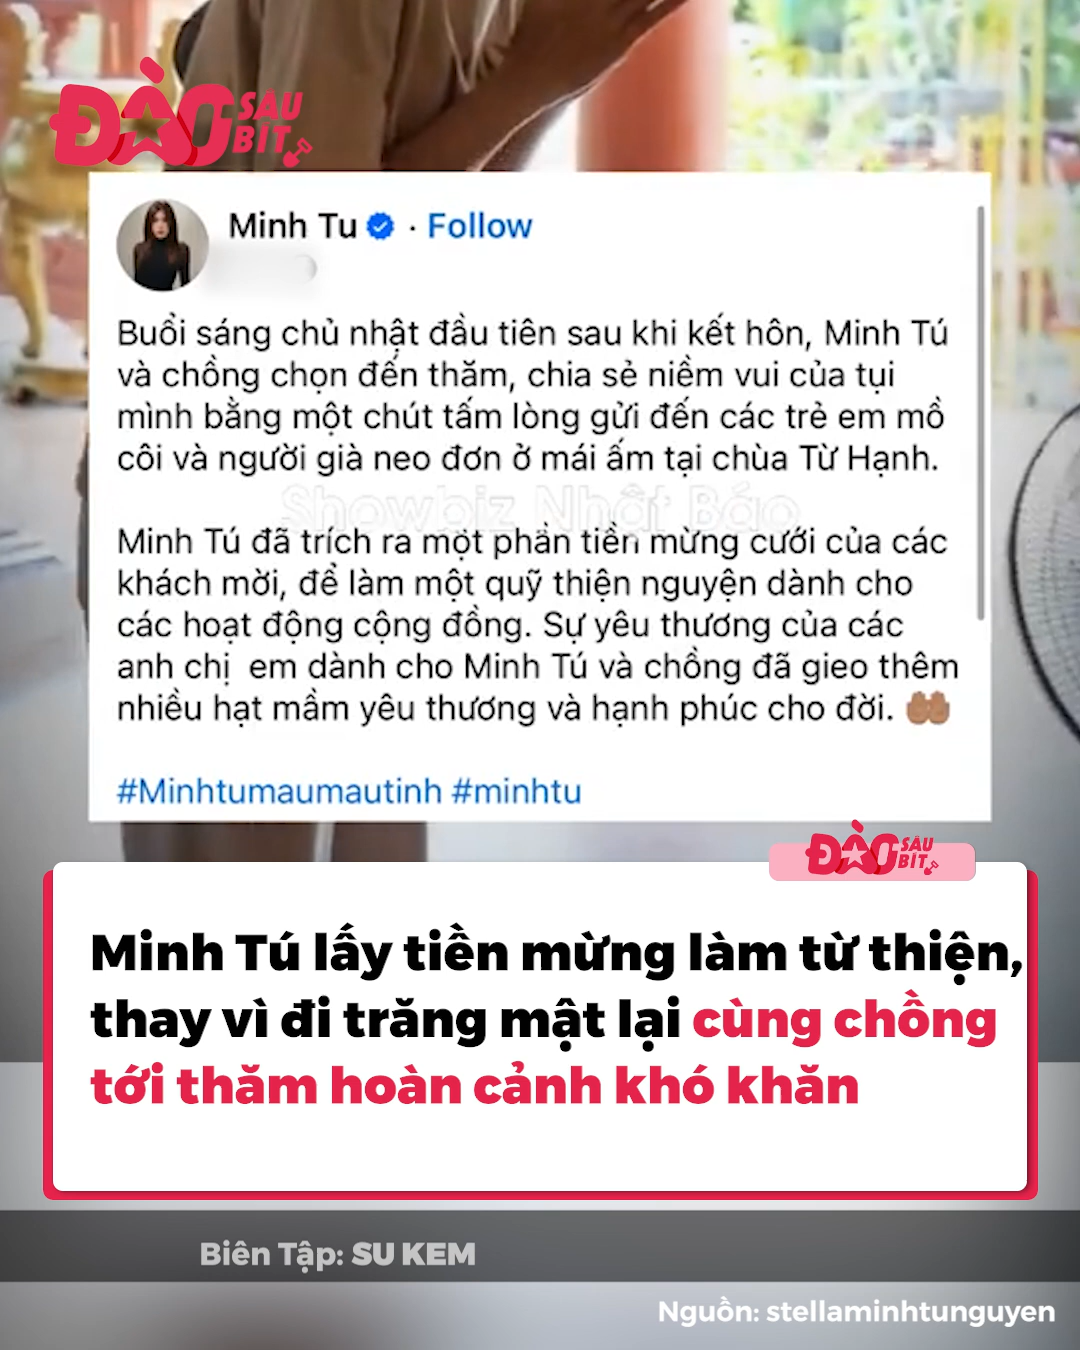 ĐÀO SÂU BÍT
Minh Tu · Follow
Buổi sáng chủ nhật đầu tiên sau khi kết hôn, Minh Tú
và chồng chọn đến thăm, chia sẻ niềm vui của tụi
mình bằng một chút tấm lòng gửi đến các trẻ em mồ
côi và người già neo đơn ở mái ấm tại chùa Từ Hạnh.
Showbiz Nhật Báo
Minh Tú đã trích ra một phần tiền mừng cưới của các
khách mời, để làm một quỹ thiện nguyện dành cho
các hoạt động cộng đồng. Sự yêu thương của các
anh chị em dành cho Minh Tú và chồng đã gieo thêm
nhiều hạt mầm yêu thương và hạnh phúc cho đời. 🤲🏽
#Minhtumaumautinh #minhtu
ĐÀO SÂU BÍT
Minh Tú lấy tiền mừng làm từ thiện,
thay vì đi trăng mật lại cùng chồng
tới thăm hoàn cảnh khó khăn
Biên Tập: SU KEM
Nguồn: stellaminhtunguyen